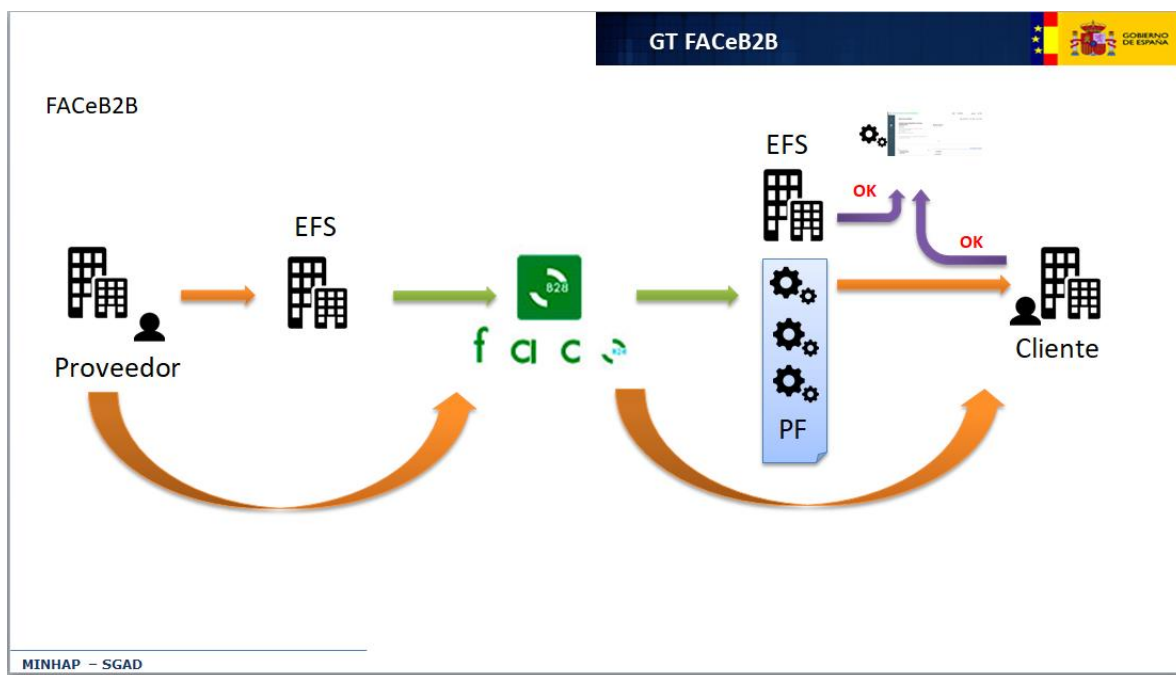 GT FACeB2B
GOBIERNO
DE ESPAÑA
FACeB2B
EFS
OK
EFS
OK
B2B
f a c e
Proveedor
Cliente
PF
MINHAP – SGAD